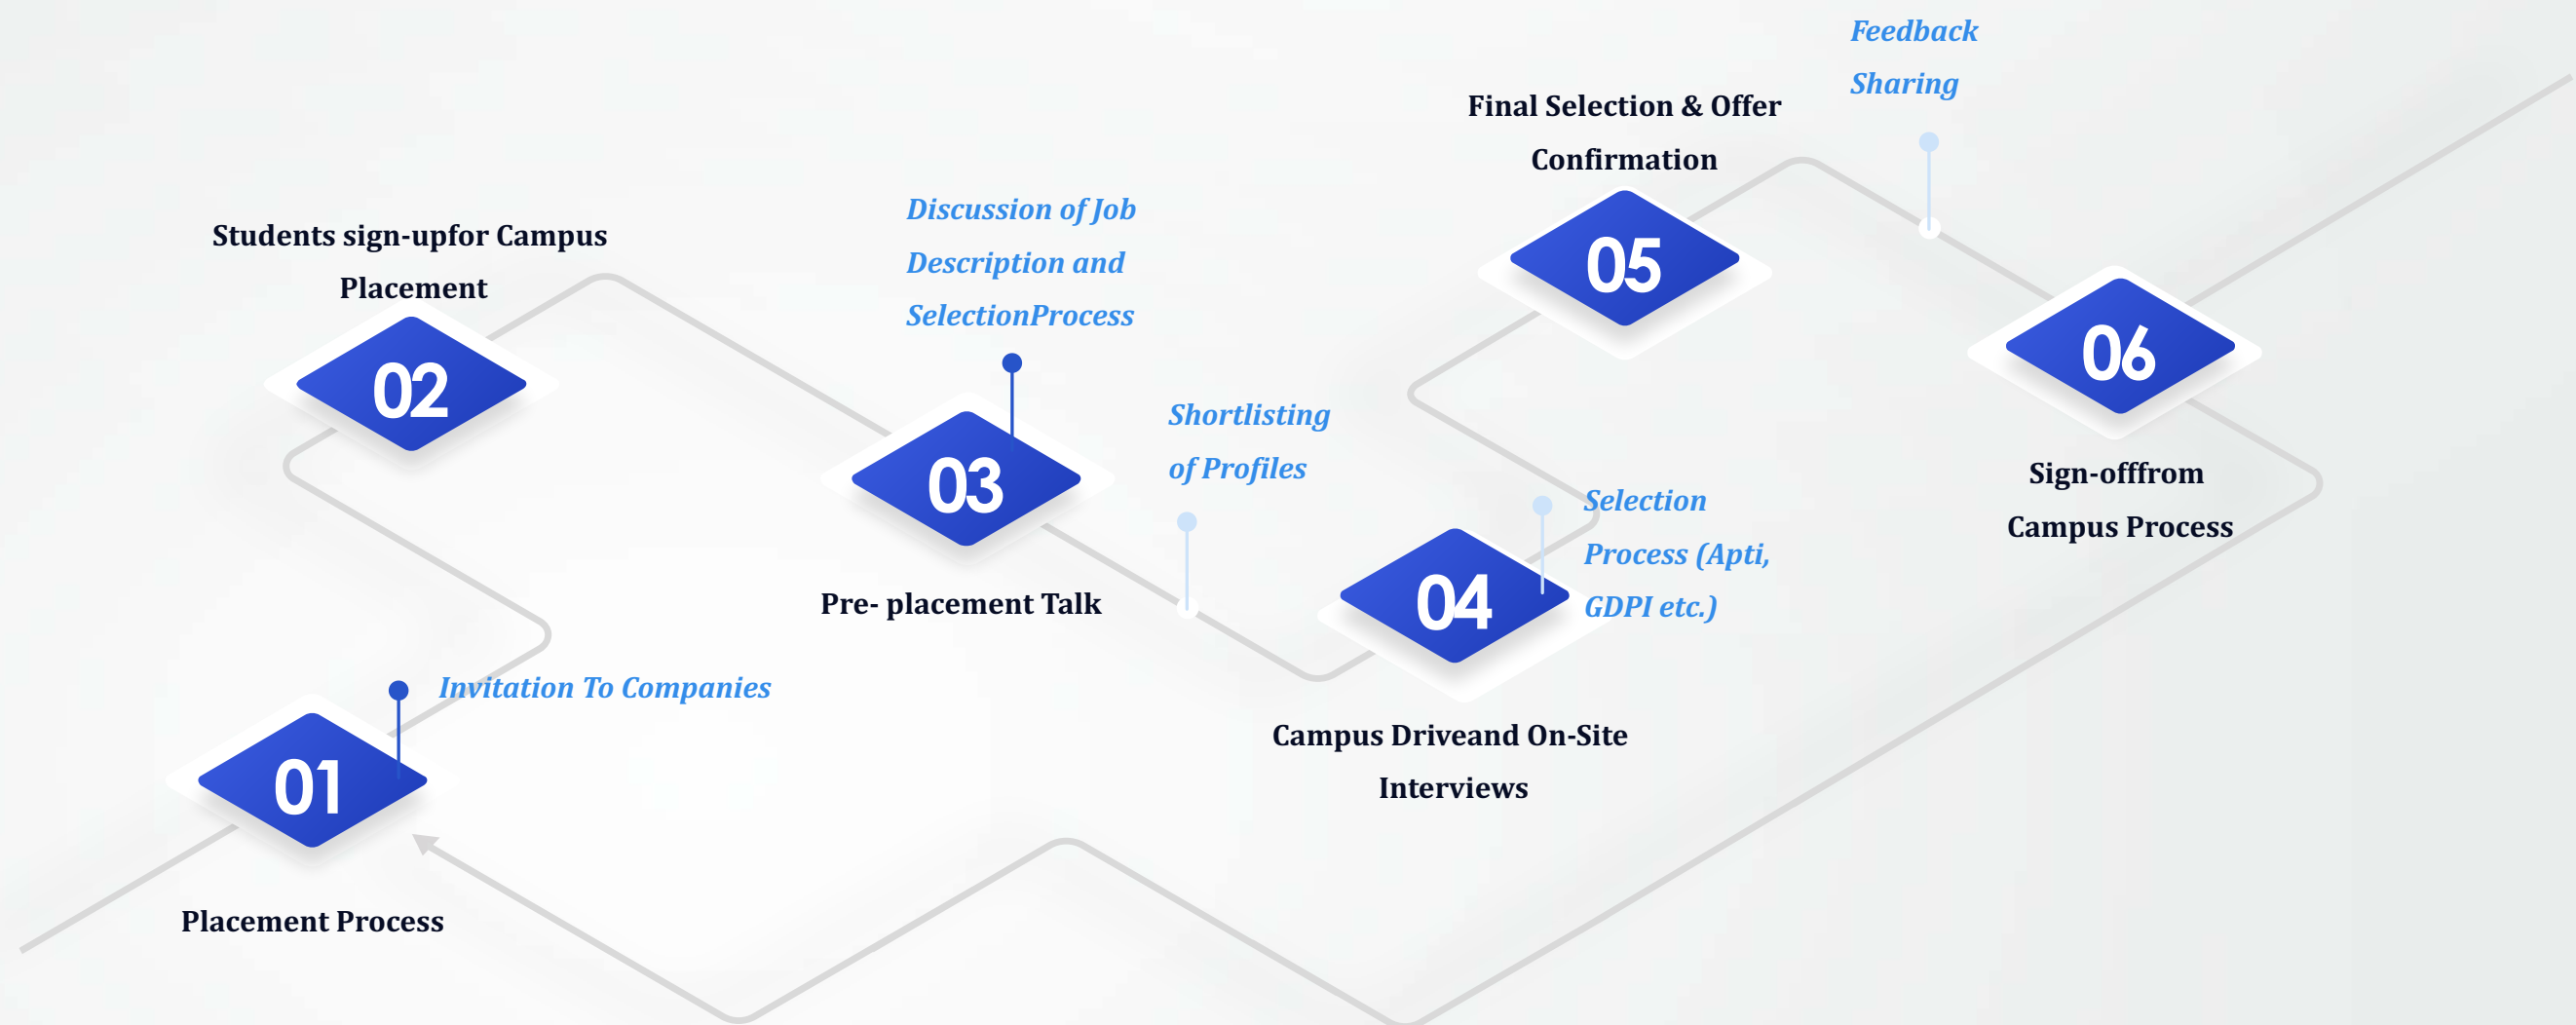 01
Invitation To Companies
Placement Process
Students sign-upfor Campus
Placement
02
Discussion of Job
Description and
SelectionProcess
03
Pre- placement Talk
Shortlisting
of Profiles
04
Selection
Process (Apti,
GDPI etc.)
Campus Driveand On-Site
Interviews
Final Selection & Offer
Confirmation
05
Feedback
Sharing
06
Sign-offfrom
Campus Process